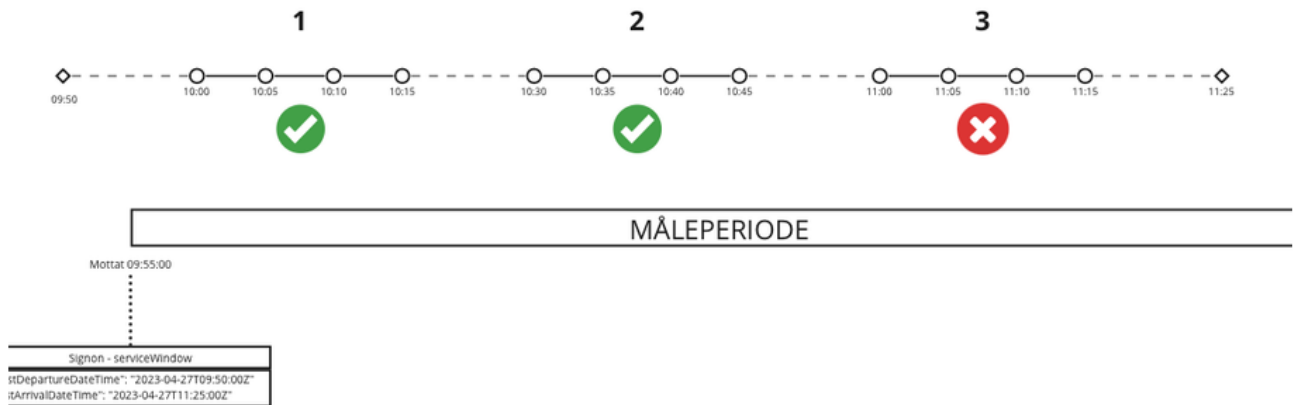 1 2 3
09:50 10:00 10:05 10:10 10:15 10:30 10:35 10:40 10:45 11:00 11:05 11:10 11:15 11:25
MÅLEPERIODE
Mottat 09:55:00
Signon - serviceWindow
stDepartureDateTime": "2023-04-27T09:50:00Z"
stArrivalDateTime": "2023-04-27T11:25:00Z"